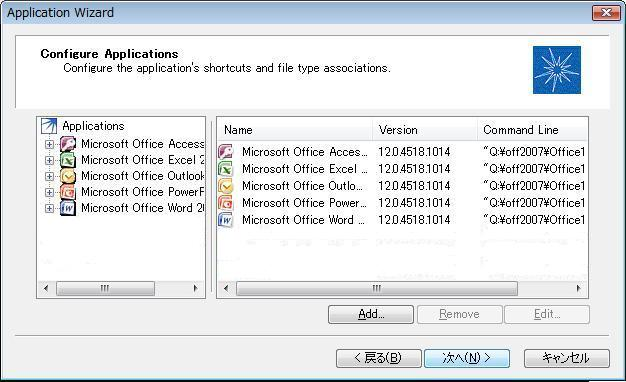 Application Wizard
Configure Applications
Configure the application's shortcuts and file type associations.
Applications
Microsoft Office Access
Microsoft Office Excel 2
Microsoft Office Outlook
Microsoft Office PowerP
Microsoft Office Word 20
Name Version Command Line
Microsoft Office Acces... 12.0.4518.1014 "Q:¥off2007¥Office1
Microsoft Office Excel ... 12.0.4518.1014 "Q:¥off2007¥Office1
Microsoft Office Outlo... 12.0.4518.1014 "Q:¥off2007¥Office1
Microsoft Office Power... 12.0.4518.1014 "Q:¥off2007¥Office1
Microsoft Office Word ... 12.0.4518.1014 "Q:¥off2007¥Office1
Add... Remove Edit...
< 戻る(B) 次へ(N) > キャンセル